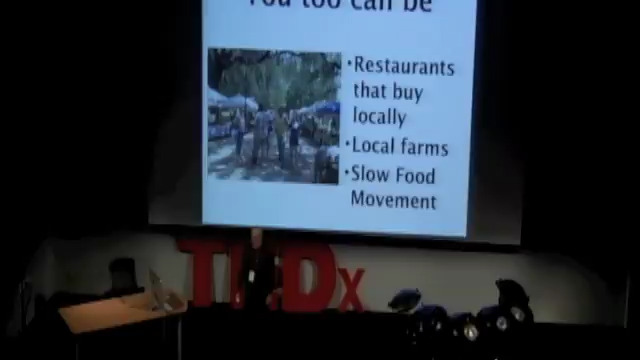 You too can be
•Restaurants
that buy
locally
•Local farms
•Slow Food
Movement
TEDx